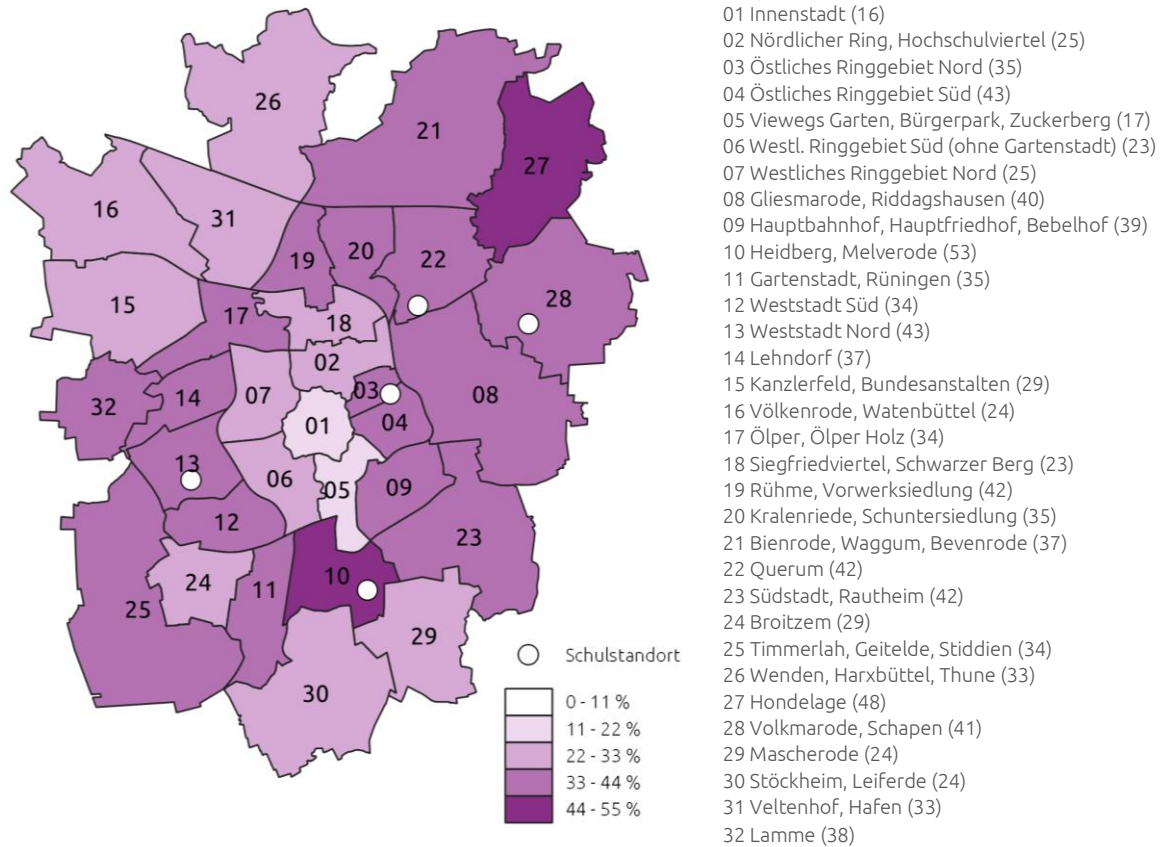 26
21
27
16
31
19
20
22
28
15
17
18
02
32
14
07
03
08
01
04
13
06
05
09
12
23
10
24
11
25
29
30
Schulstandort
0 - 11 %
11 - 22 %
22 - 33 %
33 - 44 %
44 - 55 %
01 Innenstadt (16)
02 Nördlicher Ring, Hochschulviertel (25)
03 Östliches Ringgebiet Nord (35)
04 Östliches Ringgebiet Süd (43)
05 Viewegs Garten, Bürgerpark, Zuckerberg (17)
06 Westl. Ringgebiet Süd (ohne Gartenstadt) (23)
07 Westliches Ringgebiet Nord (25)
08 Gliesmarode, Riddagshausen (40)
09 Hauptbahnhof, Hauptfriedhof, Bebelhof (39)
10 Heidberg, Melverode (53)
11 Gartenstadt, Rüningen (35)
12 Weststadt Süd (34)
13 Weststadt Nord (43)
14 Lehndorf (37)
15 Kanzlerfeld, Bundesanstalten (29)
16 Völkenrode, Watenbüttel (24)
17 Ölper, Ölper Holz (34)
18 Siegfriedviertel, Schwarzer Berg (23)
19 Rühme, Vorwerksiedlung (42)
20 Kralenriede, Schuntersiedlung (35)
21 Bienrode, Waggum, Bevenrode (37)
22 Querum (42)
23 Südstadt, Rautheim (42)
24 Broitzem (29)
25 Timmerlah, Geitelde, Stiddien (34)
26 Wenden, Harxbüttel, Thune (33)
27 Hondelage (48)
28 Volkmarode, Schapen (41)
29 Mascherode (24)
30 Stöckheim, Leiferde (24)
31 Veltenhof, Hafen (33)
32 Lamme (38)